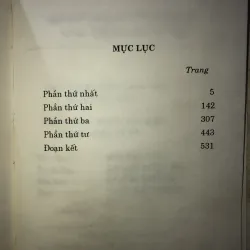 MỤC LỤC
Trang
Phần thứ nhất 5
Phần thứ hai 142
Phần thứ ba 307
Phần thứ tư 443
Đoạn kết 531